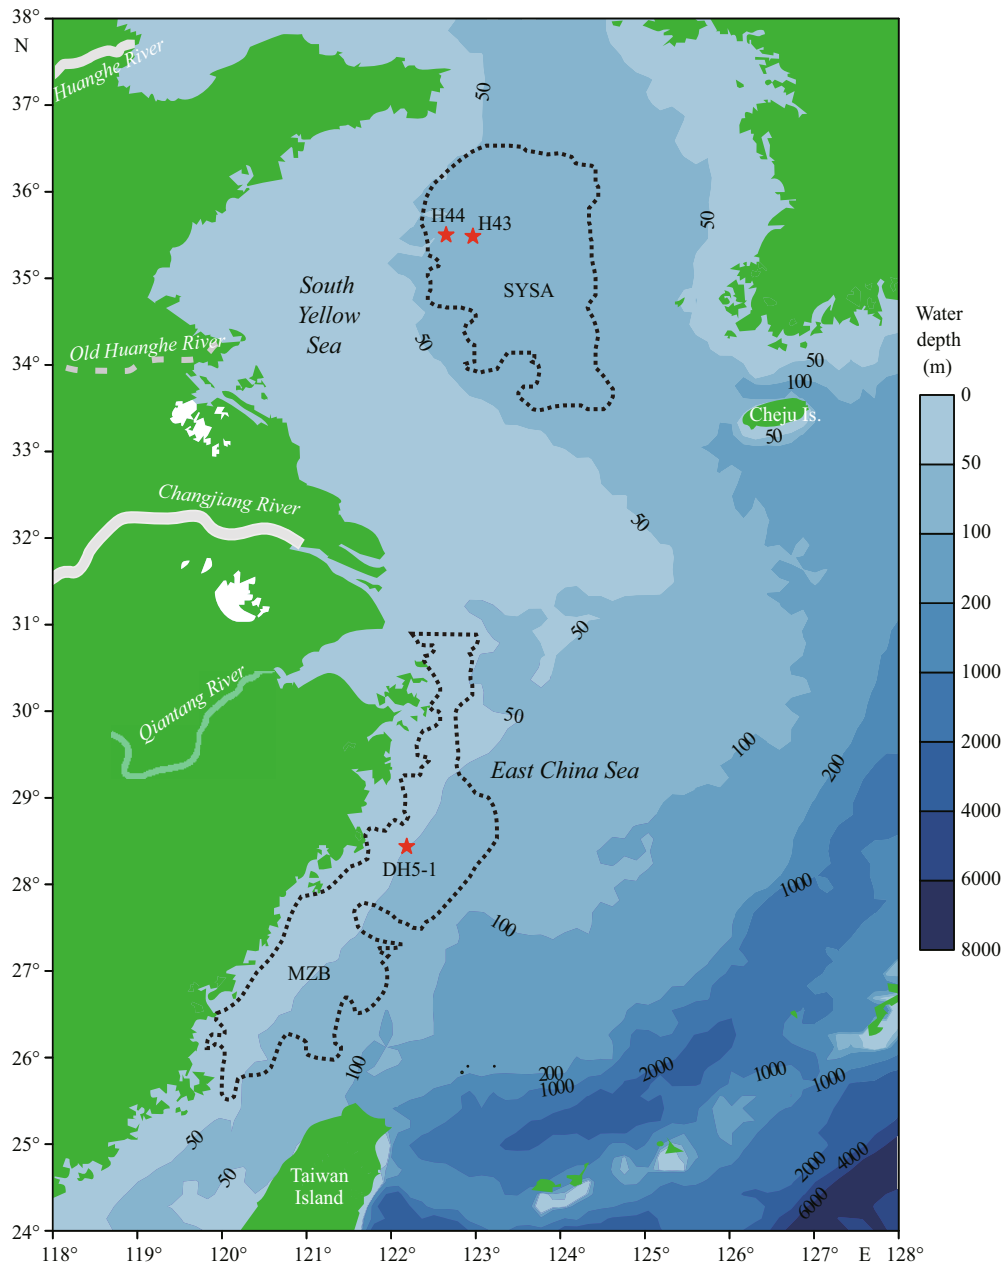 38°
N
37°
36°
35°
34°
33°
32°
31°
30°
29°
28°
27°
26°
25°
24°
118°
119°
120°
121°
122°
123°
124°
125°
126°
127°
E
128°
Huanghe River
50
H44
H43
50
SYSA
South
Yellow
Sea
50
Old Huanghe River
50
100
Cheju Is.
50
Changjiang River
50
50
Qiantang River
50
100
200
East China Sea
DH5-1
1000
100
MZB
100
200
1000
2000
1000
1000
50
50
Taiwan
Island
2000
4000
6000
Water
depth
(m)
0
50
100
200
1000
2000
4000
6000
8000